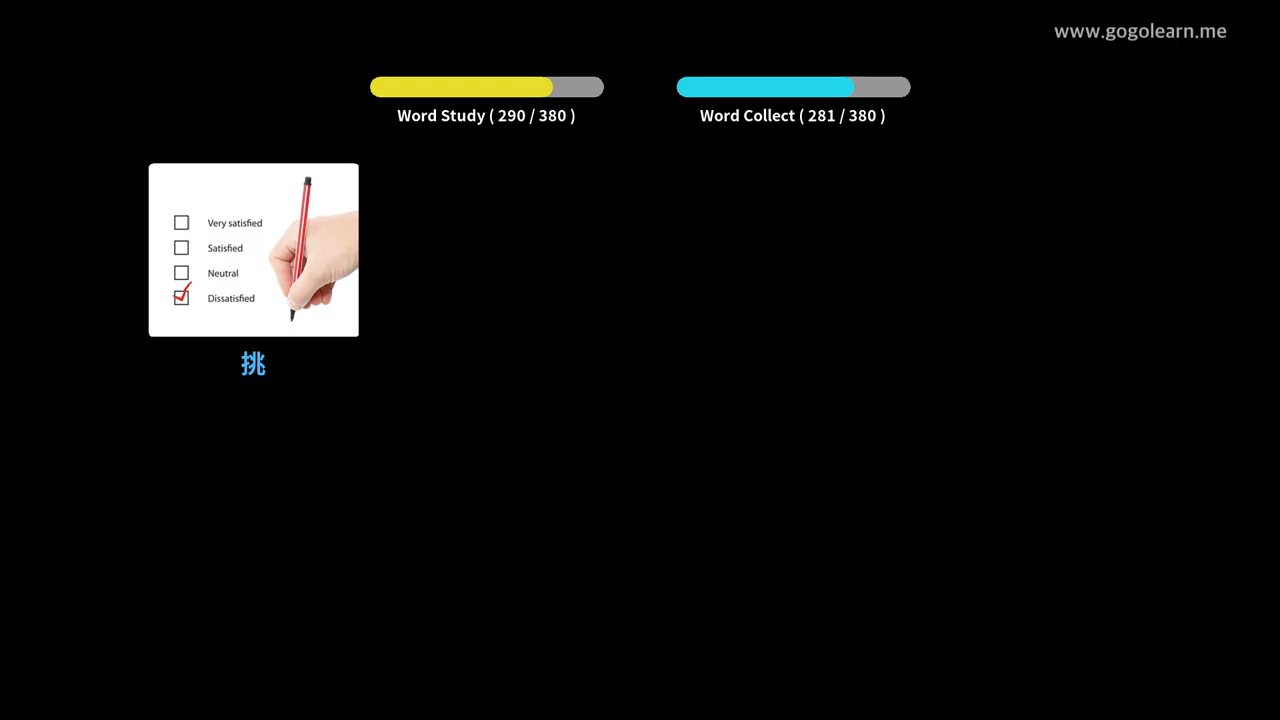 www.gogolearn.me
Word Study ( 290 / 380 )
Word Collect ( 281 / 380 )
Very satisfied
Satisfied
Neutral
Dissatisfied
挑